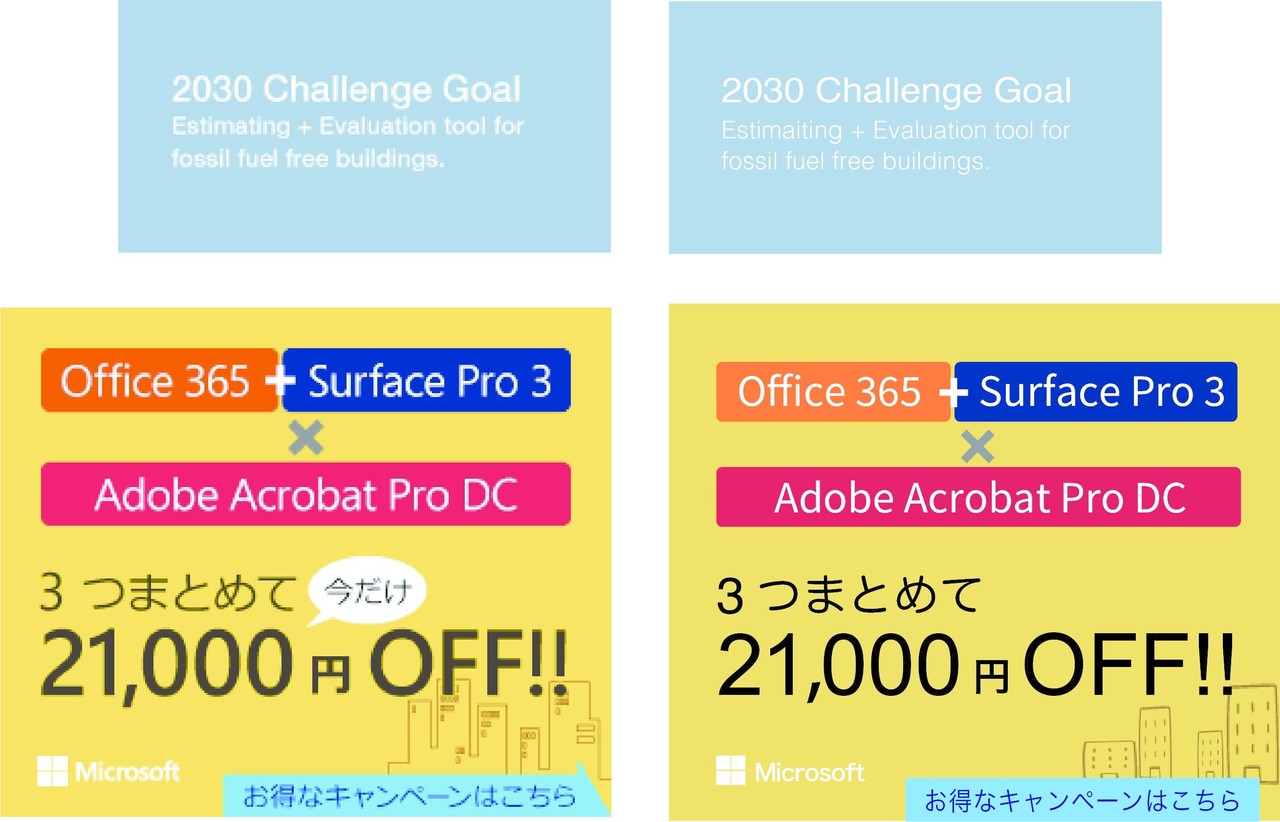 2030 Challenge Goal
Estimating + Evaluation tool for
fossil fuel free buildings.
2030 Challenge Goal
Estimaiting + Evaluation tool for
fossil fuel free buildings.
Office 365 + Surface Pro 3
×
Adobe Acrobat Pro DC
3 つまとめて 今だけ
21,000 円 OFF!!
Microsoft
お得なキャンペーンはこちら
Office 365 + Surface Pro 3
×
Adobe Acrobat Pro DC
3 つまとめて
21,000 円 OFF!!
Microsoft
お得なキャンペーンはこちら